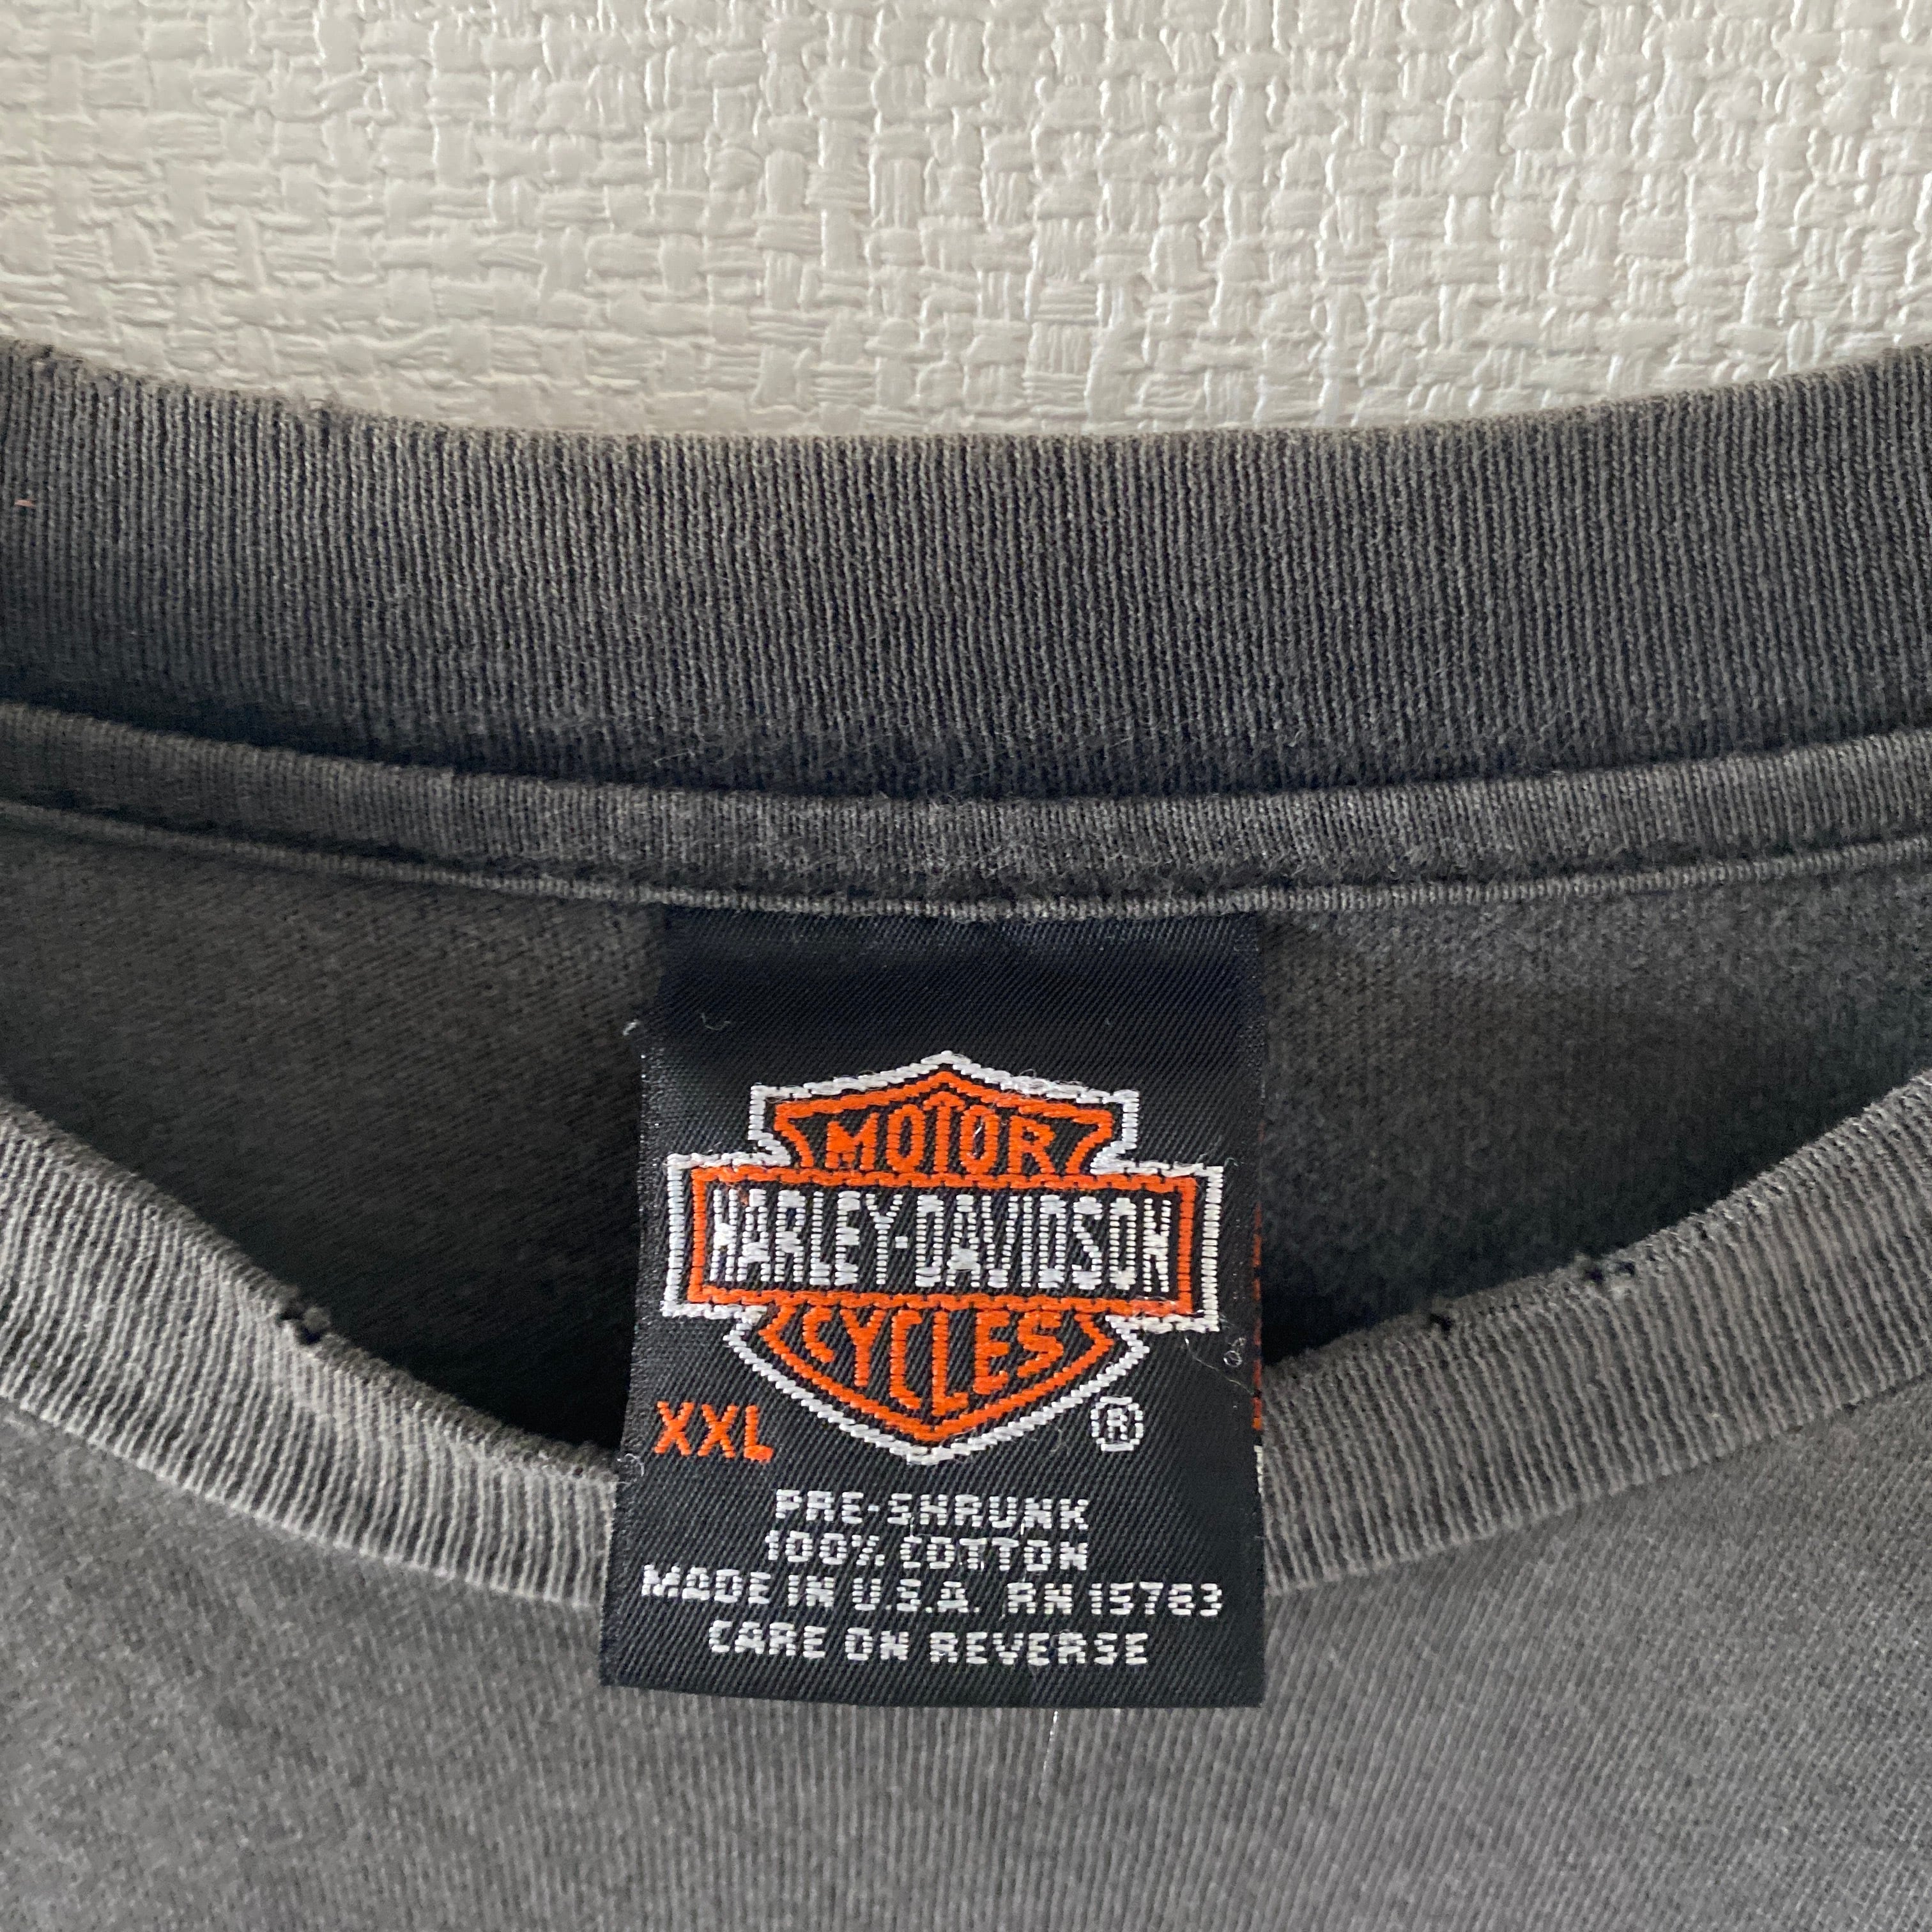 MOTOR
HARLEY-DAVIDSON
CYCLES
XXL ®
PRE-SHRUNK
100% COTTON
MADE IN U.S.A. RN 15763
CARE ON REVERSE